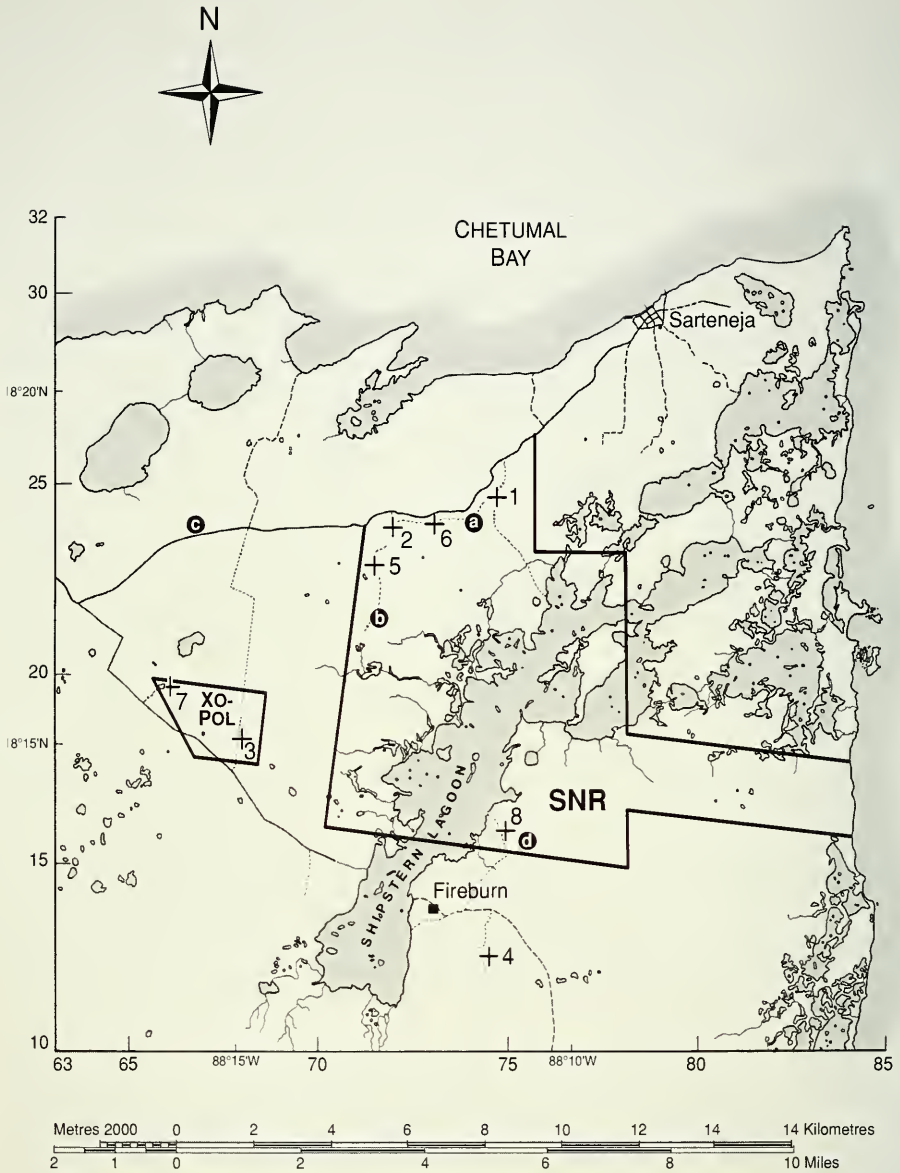 N
32
CHETUMAL
BAY
30
Sarteneja
18°20'N
25
1
c
a
2
6
5
b
20
XO-
POL
7
3
18°15'N
SHIPSTERN LAGOON
SNR
8
d
15
Fireburn
4
10
63
65
88°15'W
70
75
88°10'W
80
85
Metres 2000 0 2 4 6 8 10 12 14 Kilometres
2 1 0 2 4 6 8 10 Miles